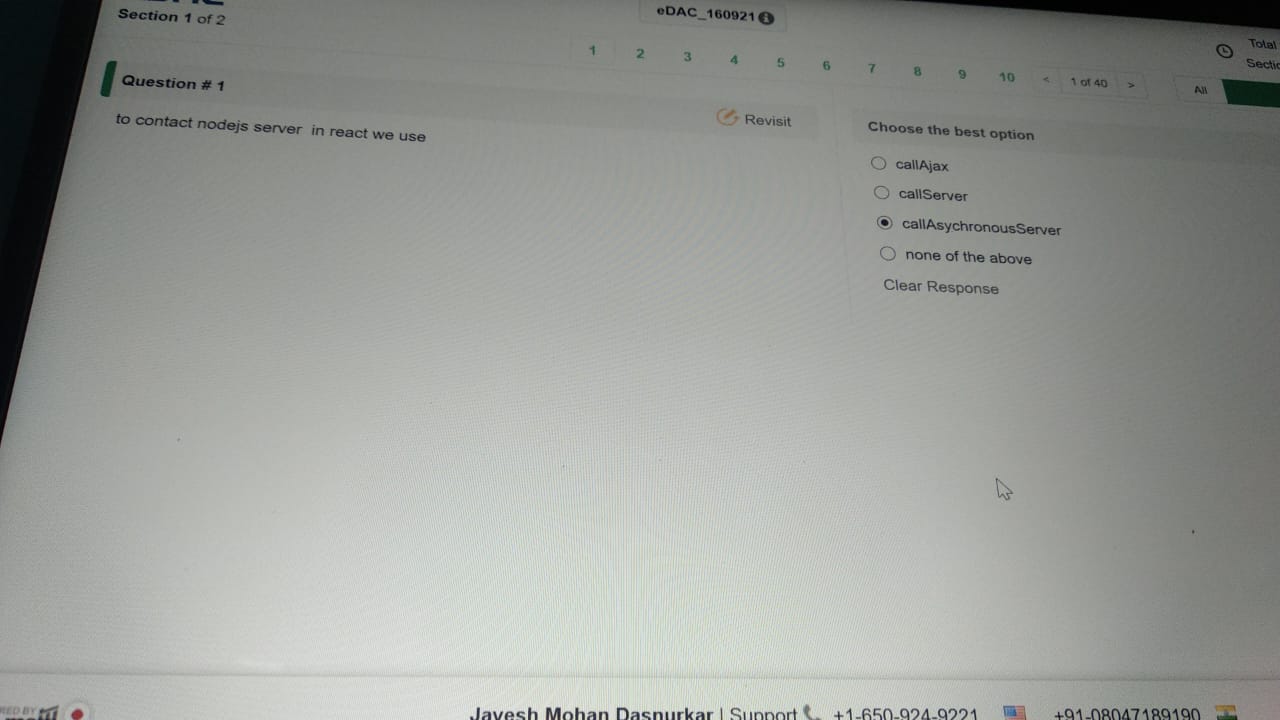 Section 1 of 2
eDAC_160921
Total
Sectio
1 2 3 4 5 6 7 8 9 10 < 1 of 40 >
All
Question # 1
Revisit
to contact nodejs server in react we use
Choose the best option
callAjax
callServer
callAsychronousServer
none of the above
Clear Response
RED BY
Jayesh Mohan Dasnurkar | Support +1-650-924-9221 +91-08047189190